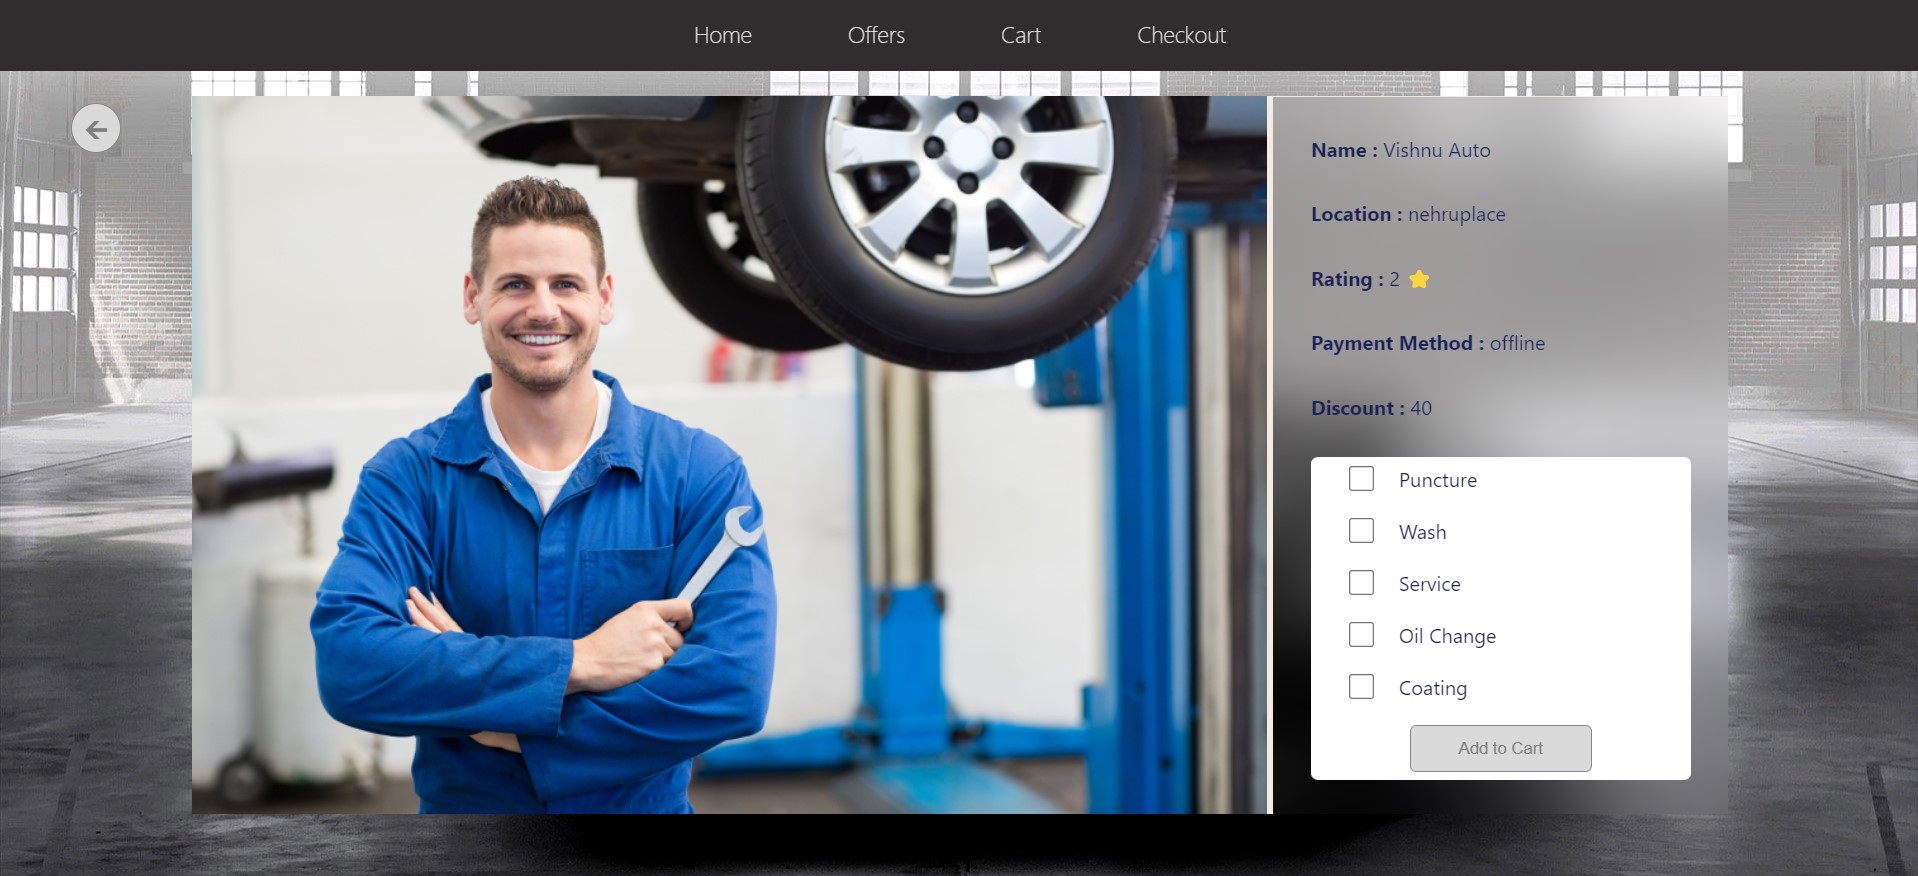 Home Offers Cart Checkout
Name : Vishnu Auto
Location : nehruplace
Rating : 2
Payment Method : offline
Discount : 40
Puncture
Wash
Service
Oil Change
Coating
Add to Cart